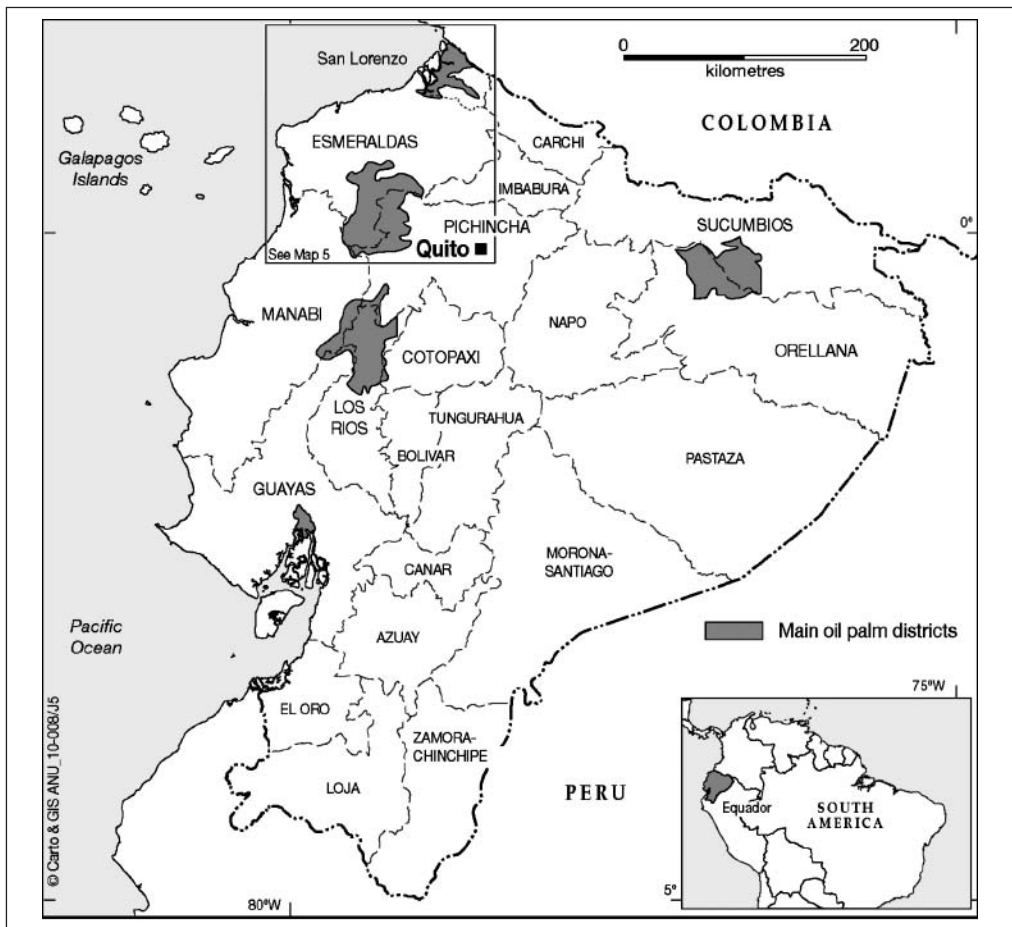 San Lorenzo
0
200
kilometres
COLOMBIA
Galapagos
Islands
ESMERALDAS
CARCHI
IMBABURA
SUCUMBIOS
0°
PICHINCHA
See Map 5
Quito
MANABI
NAPO
COTOPAXI
ORELLANA
LOS
RIOS
TUNGURAHUA
BOLIVAR
PASTAZA
GUAYAS
MORONA-
SANTIAGO
CANAR
Pacific
Ocean
AZUAY
Main oil palm districts
75°W
EL ORO
ZAMORA-
CHINCHIPE
LOJA
PERU
Equador
SOUTH
AMERICA
© Carto & GIS ANU_10-008/J5
80°W
5°